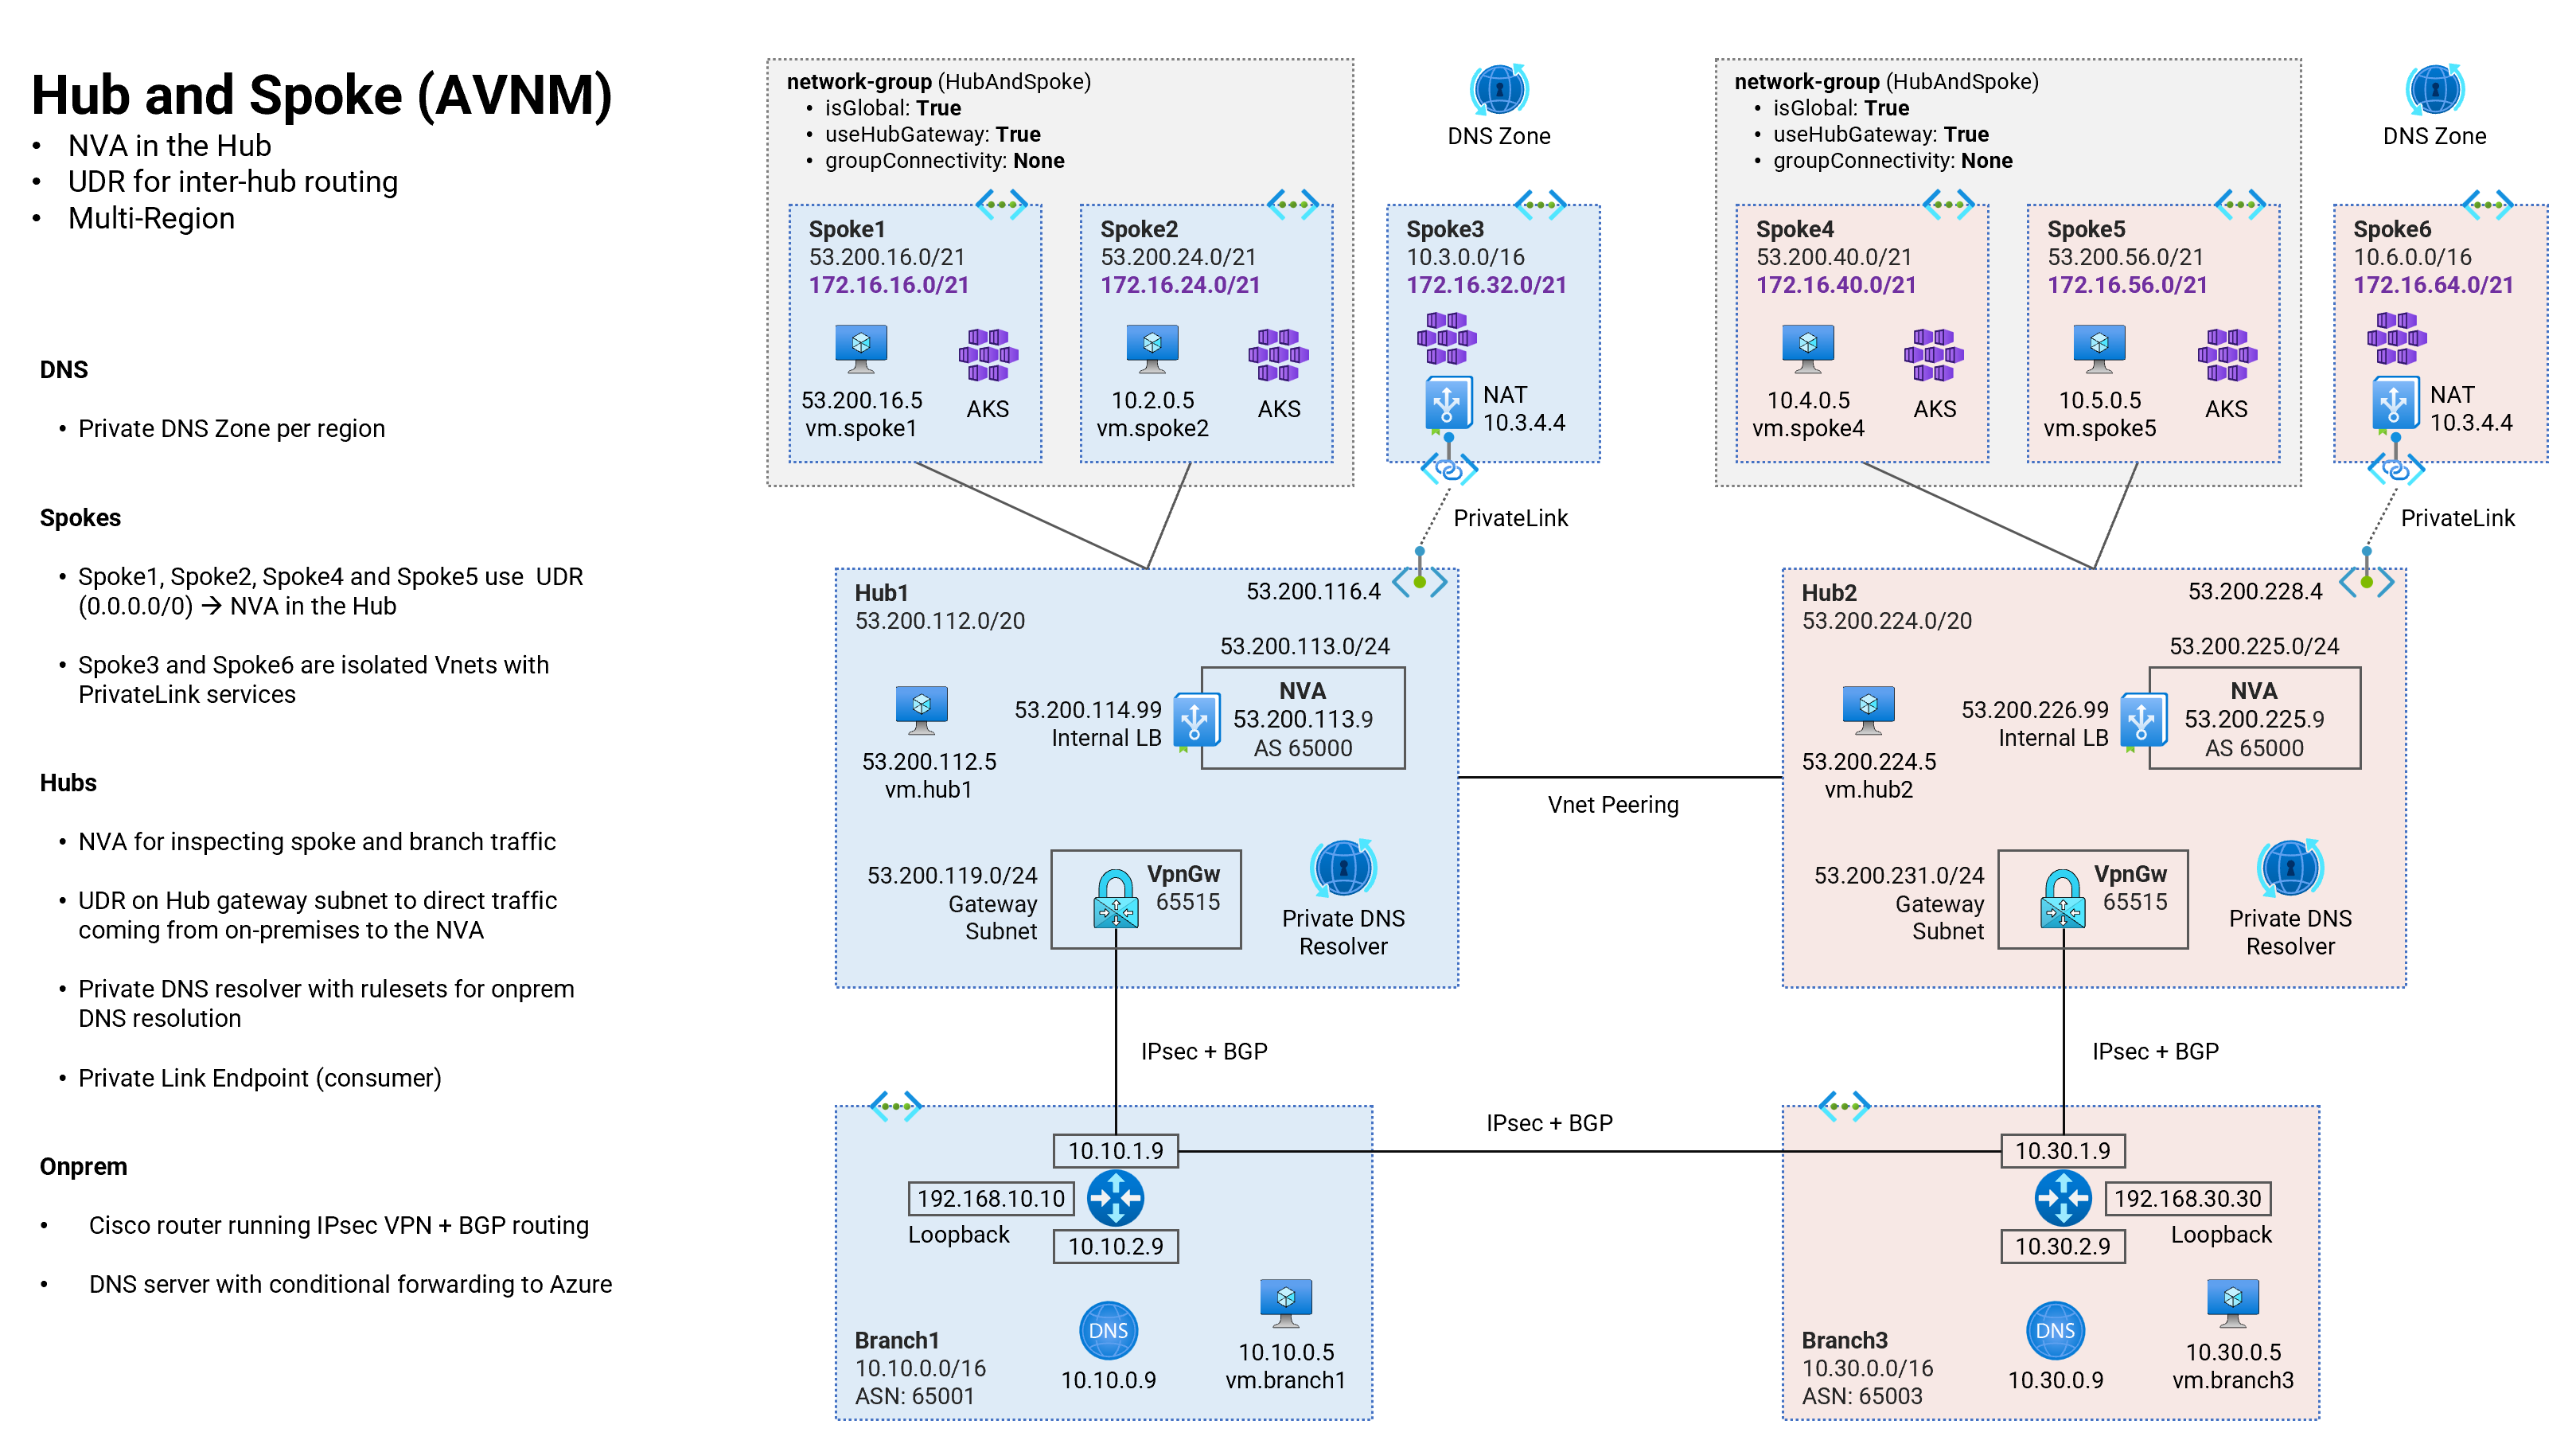 Hub and Spoke (AVNM)
• NVA in the Hub
• UDR for inter-hub routing
• Multi-Region
DNS
• Private DNS Zone per region
Spokes
• Spoke1, Spoke2, Spoke4 and Spoke5 use UDR
(0.0.0.0/0) → NVA in the Hub
• Spoke3 and Spoke6 are isolated Vnets with
PrivateLink services
Hubs
• NVA for inspecting spoke and branch traffic
• UDR on Hub gateway subnet to direct traffic
coming from on-premises to the NVA
• Private DNS resolver with rulesets for onprem
DNS resolution
• Private Link Endpoint (consumer)
Onprem
• Cisco router running IPsec VPN + BGP routing
• DNS server with conditional forwarding to Azure
network-group (HubAndSpoke)
• isGlobal: True
• useHubGateway: True
• groupConnectivity: None
Spoke1
53.200.16.0/21
172.16.16.0/21
53.200.16.5
vm.spoke1
AKS
Spoke2
53.200.24.0/21
172.16.24.0/21
10.2.0.5
vm.spoke2
AKS
DNS Zone
Spoke3
10.3.0.0/16
172.16.32.0/21
NAT
10.3.4.4
PrivateLink
network-group (HubAndSpoke)
• isGlobal: True
• useHubGateway: True
• groupConnectivity: None
Spoke4
53.200.40.0/21
172.16.40.0/21
10.4.0.5
vm.spoke4
AKS
Spoke5
53.200.56.0/21
172.16.56.0/21
10.5.0.5
vm.spoke5
AKS
DNS Zone
Spoke6
10.6.0.0/16
172.16.64.0/21
NAT
10.3.4.4
PrivateLink
Hub1
53.200.112.0/20
53.200.116.4
53.200.113.0/24
NVA
53.200.113.9
AS 65000
53.200.114.99
Internal LB
53.200.112.5
vm.hub1
53.200.119.0/24
Gateway
Subnet
VpnGw
65515
Private DNS
Resolver
Vnet Peering
Hub2
53.200.224.0/20
53.200.228.4
53.200.225.0/24
NVA
53.200.225.9
AS 65000
53.200.226.99
Internal LB
53.200.224.5
vm.hub2
53.200.231.0/24
Gateway
Subnet
VpnGw
65515
Private DNS
Resolver
IPsec + BGP
IPsec + BGP
IPsec + BGP
10.10.1.9
192.168.10.10
Loopback
10.10.2.9
Branch1
10.10.0.0/16
ASN: 65001
DNS
10.10.0.9
10.10.0.5
vm.branch1
10.30.1.9
192.168.30.30
Loopback
10.30.2.9
Branch3
10.30.0.0/16
ASN: 65003
DNS
10.30.0.9
10.30.0.5
vm.branch3